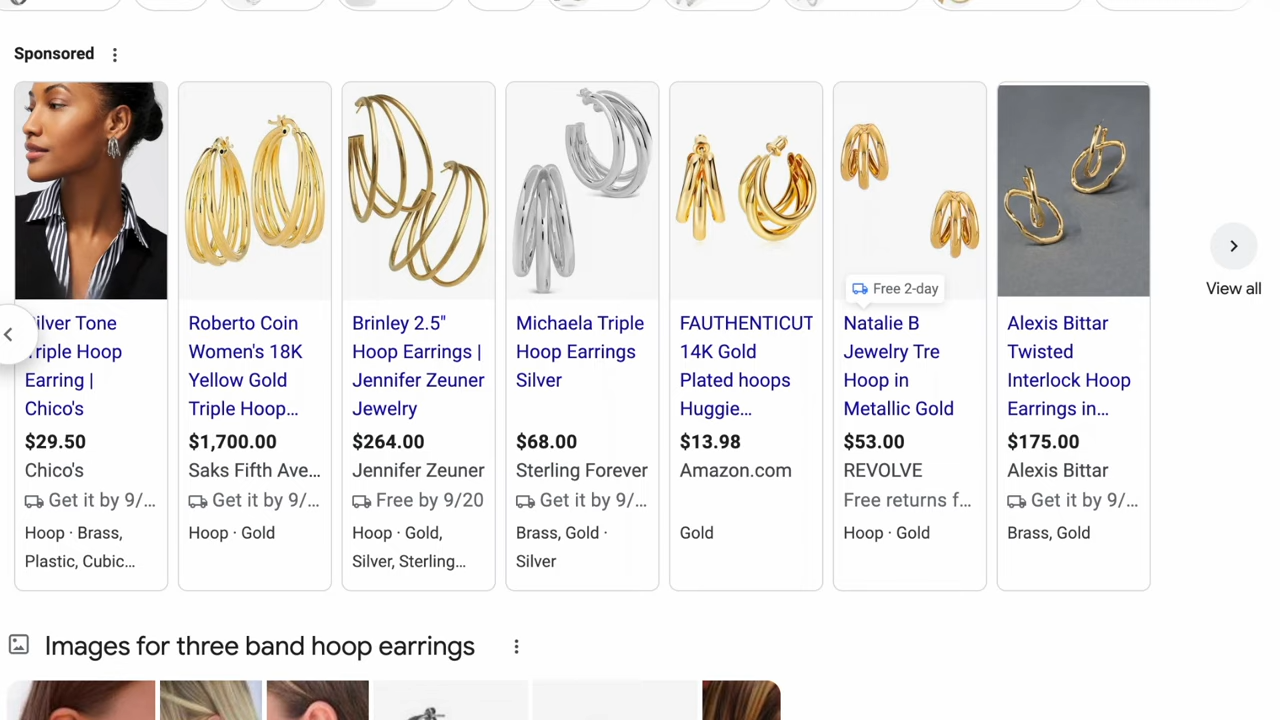 Sponsored
Silver Tone
Triple Hoop
Earring |
Chico's
$29.50
Chico's
Get it by 9/...
Hoop · Brass,
Plastic, Cubic...
Roberto Coin
Women's 18K
Yellow Gold
Triple Hoop...
$1,700.00
Saks Fifth Ave...
Get it by 9/...
Hoop · Gold
Brinley 2.5"
Hoop Earrings |
Jennifer Zeuner
Jewelry
$264.00
Jennifer Zeuner
Free by 9/20
Hoop · Gold,
Silver, Sterling...
Michaela Triple
Hoop Earrings
Silver
$68.00
Sterling Forever
Get it by 9/...
Brass, Gold ·
Silver
FAUTHENTICUT
14K Gold
Plated hoops
Huggie...
$13.98
Amazon.com
Gold
Free 2-day
Natalie B
Jewelry Tre
Hoop in
Metallic Gold
$53.00
REVOLVE
Free returns f...
Hoop · Gold
Alexis Bittar
Twisted
Interlock Hoop
Earrings in...
$175.00
Alexis Bittar
Get it by 9/...
Brass, Gold
View all
Images for three band hoop earrings